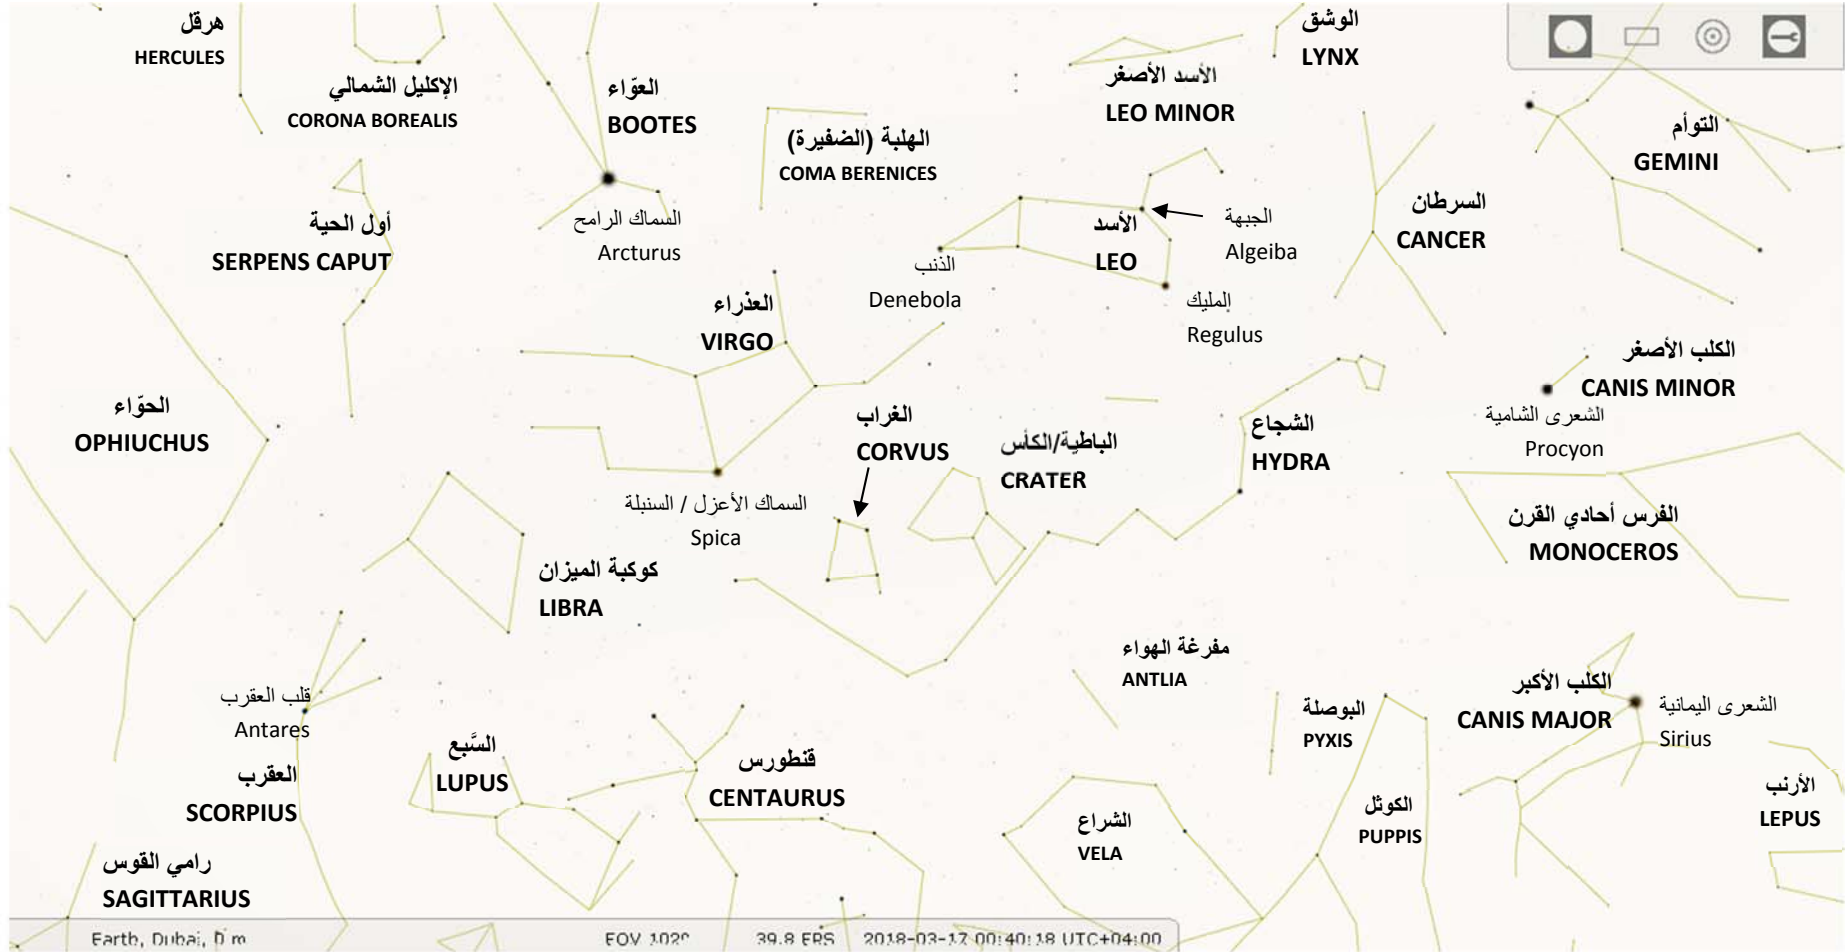 هرقل
HERCULES
الإكليل الشمالي
CORONA BOREALIS
العوّاء
BOOTES
الهلبة (الضفيرة)
COMA BERENICES
الأسد الأصغر
LEO MINOR
الوشق
LYNX
التوأم
GEMINI
أول الحية
SERPENS CAPUT
السماك الرامح
Arcturus
الأسد
LEO
الجبهة
Algeiba
السرطان
CANCER
الذنب
Denebola
المليك
Regulus
العذراء
VIRGO
الكلب الأصغر
CANIS MINOR
الشعرى الشامية
Procyon
الحوّاء
OPHIUCHUS
الغراب
CORVUS
الباطية/الكأس
CRATER
الشجاع
HYDRA
السماك الأعزل / السنبلة
Spica
الفرس أحادي القرن
MONOCEROS
كوكبة الميزان
LIBRA
مفرغة الهواء
ANTLIA
البوصلة
PYXIS
الكلب الأكبر
CANIS MAJOR
الشعرى اليمانية
Sirius
قلب العقرب
Antares
العقرب
SCORPIUS
السَّبع
LUPUS
قنطورس
CENTAURUS
الشراع
VELA
الكوثل
PUPPIS
الأرنب
LEPUS
رامي القوس
SAGITTARIUS
Earth, Dubai, 0 m
FOV 102°
39.8 FPS
2018-03-17 00:40:18 UTC+04:00